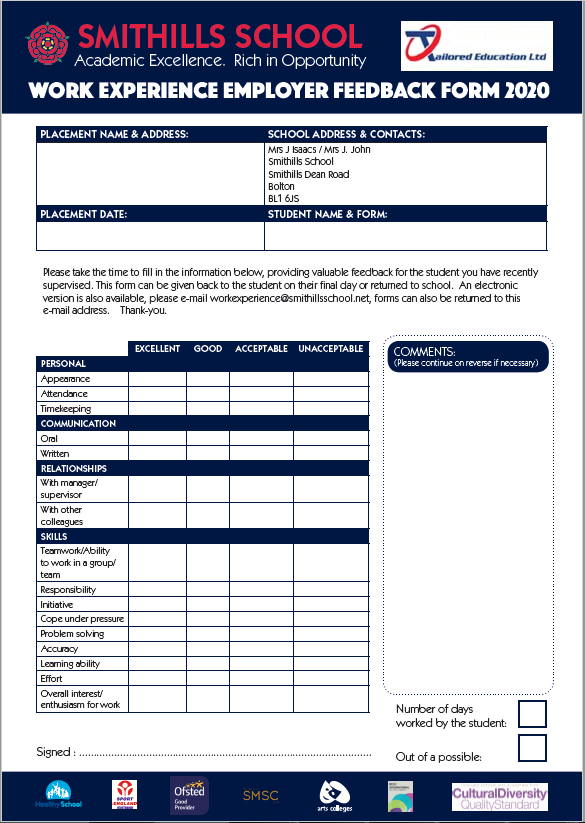 SMITHILLS SCHOOL
Academic Excellence. Rich in Opportunity
Tailored Education Ltd
WORK EXPERIENCE EMPLOYER FEEDBACK FORM 2020
PLACEMENT NAME & ADDRESS:
SCHOOL ADDRESS & CONTACTS:
Mrs J Isaacs / Mrs J. John
Smithills School
Smithills Dean Road
Bolton
BL1 6JS
PLACEMENT DATE:
STUDENT NAME & FORM:
Please take the time to fill in the information below, providing valuable feedback for the student you have recently
supervised. This form can be given back to the student on their final day or returned to school. An electronic
version is also available, please e-mail workexperience@smithillsschool.net, forms can also be returned to this
e-mail address. Thank-you.
EXCELLENT GOOD ACCEPTABLE UNACCEPTABLE
PERSONAL
Appearance
Attendance
Timekeeping
COMMUNICATION
Oral
Written
RELATIONSHIPS
With manager/
supervisor
With other
colleagues
SKILLS
Teamwork/Ability
to work in a group/
team
Responsibility
Initiative
Cope under pressure
Problem solving
Accuracy
Learning ability
Effort
Overall interest/
enthusiasm for work
COMMENTS:
(Please continue on reverse if necessary)
Number of days
worked by the student:
Out of a possible:
Signed : ..........................................................................................
Healthy School
SPORT
ENGLAND
Ofsted
Good
Provider
SMSC
arts colleges
CulturalDiversity
QualityStandard